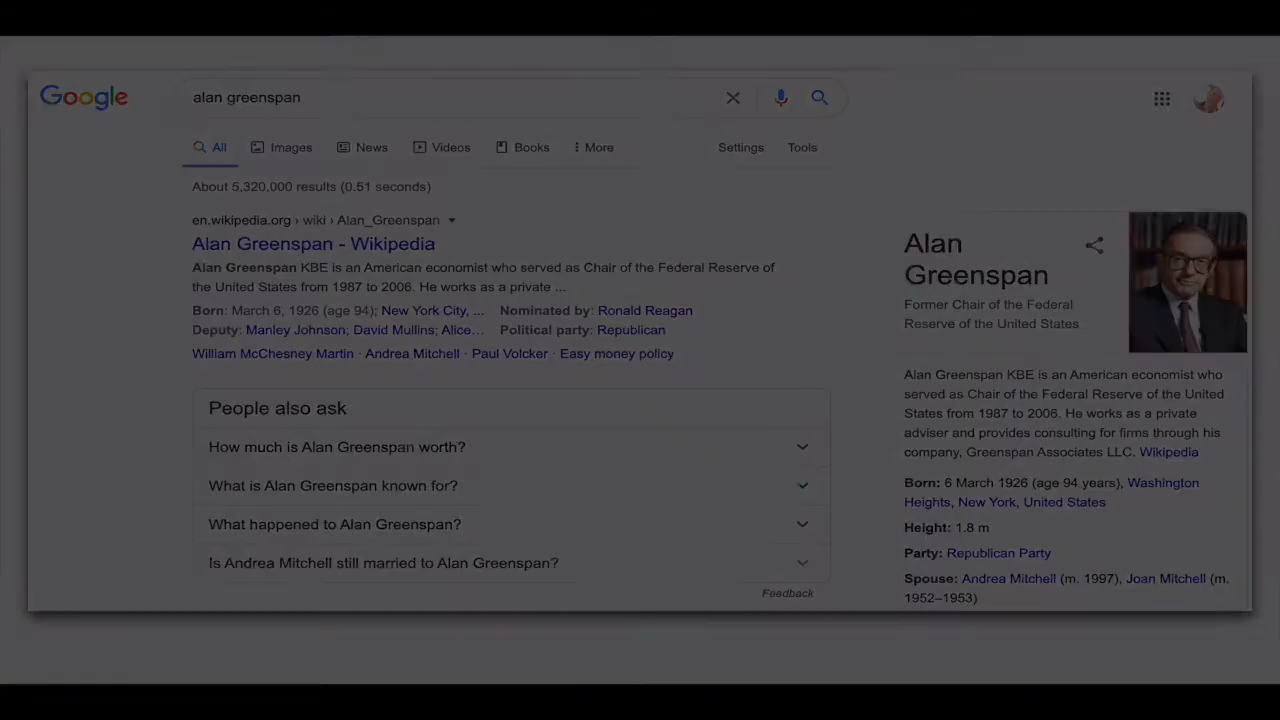 Google
alan greenspan
All Images News Videos Books More Settings Tools
About 5,320,000 results (0.51 seconds)
en.wikipedia.org › wiki › Alan_Greenspan
Alan Greenspan - Wikipedia
Alan Greenspan KBE is an American economist who served as Chair of the Federal Reserve of
the United States from 1987 to 2006. He works as a private ...
Born: March 6, 1926 (age 94); New York City, ... Nominated by: Ronald Reagan
Deputy: Manley Johnson; David Mullins; Alice... Political party: Republican
William McChesney Martin · Andrea Mitchell · Paul Volcker · Easy money policy
People also ask
How much is Alan Greenspan worth?
What is Alan Greenspan known for?
What happened to Alan Greenspan?
Is Andrea Mitchell still married to Alan Greenspan?
Feedback
Alan
Greenspan
Former Chair of the Federal
Reserve of the United States
Alan Greenspan KBE is an American economist who
served as Chair of the Federal Reserve of the United
States from 1987 to 2006. He works as a private
adviser and provides consulting for firms through his
company, Greenspan Associates LLC. Wikipedia
Born: 6 March 1926 (age 94 years), Washington
Heights, New York, United States
Height: 1.8 m
Party: Republican Party
Spouse: Andrea Mitchell (m. 1997), Joan Mitchell (m.
1952–1953)